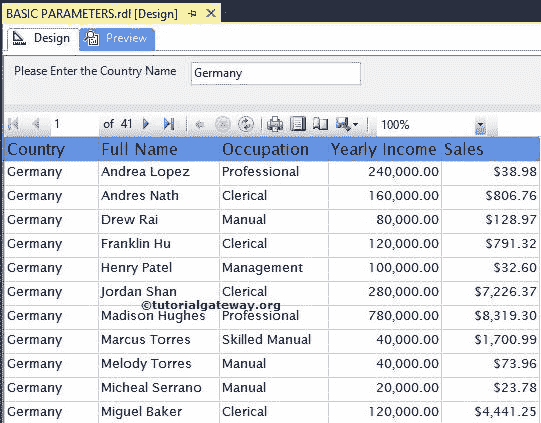 BASIC PARAMETERS.rdl [Design]
Design Preview
Please Enter the Country Name Germany
1 of 41 100%
Country Full Name Occupation Yearly Income Sales
Germany Andrea Lopez Professional 240,000.00 $38.98
Germany Andres Nath Clerical 160,000.00 $806.76
Germany Drew Rai Manual 80,000.00 $128.97
Germany Franklin Hu Clerical 120,000.00 $791.32
Germany Henry Patel Management 100,000.00 $32.60
Germany Jordan Shan Clerical 280,000.00 $7,226.37
©tutorialgateway.org
Germany Madison Hughes Professional 780,000.00 $8,319.30
Germany Marcus Torres Skilled Manual 40,000.00 $1,700.99
Germany Melody Torres Manual 40,000.00 $73.96
Germany Micheal Serrano Manual 20,000.00 $23.78
Germany Miguel Baker Clerical 120,000.00 $4,441.25